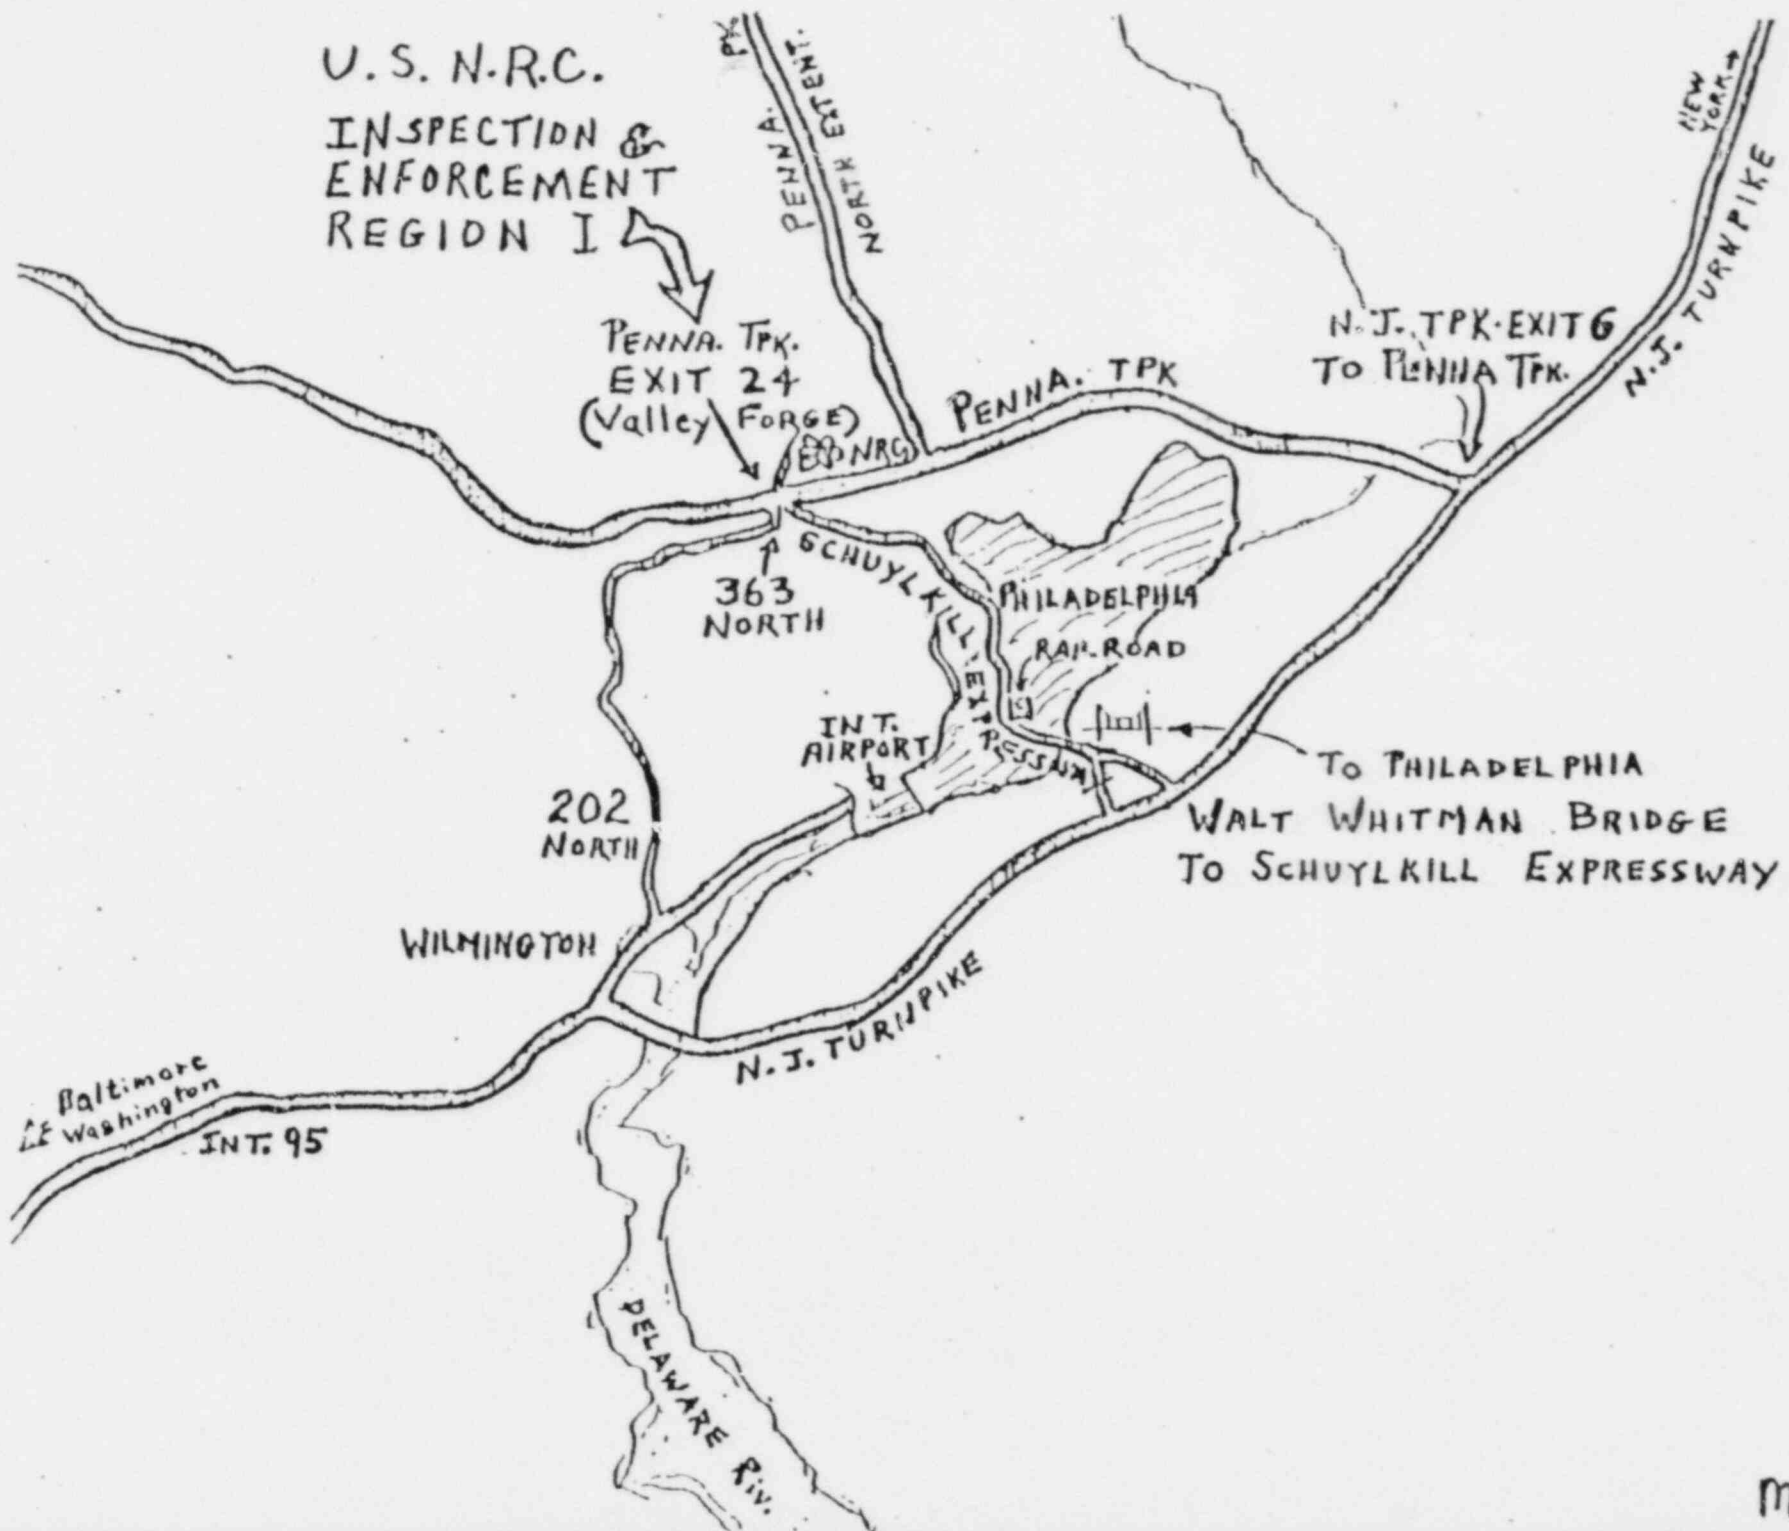 U.S. N.R.C.
INSPECTION &
ENFORCEMENT
REGION I
PENNA. PK.
NORTH EXTENT.
NEW
YORK →
N.J. TURNPIKE
PENNA. TPK.
EXIT 24
(Valley FORGE)
NRC
PENNA. TPK
N.J. TPK. EXIT 6
TO PENNA TPK.
363
NORTH
SCHUYLKILL EXPRESSWY
PHILADELPHIA
RAIL ROAD
INT.
AIRPORT
TO PHILADELPHIA
WALT WHITMAN BRIDGE
TO SCHUYLKILL EXPRESSWAY
202
NORTH
WILMINGTON
N.J. TURNPIKE
Baltimore
Washington
INT. 95
DELAWARE Riv.